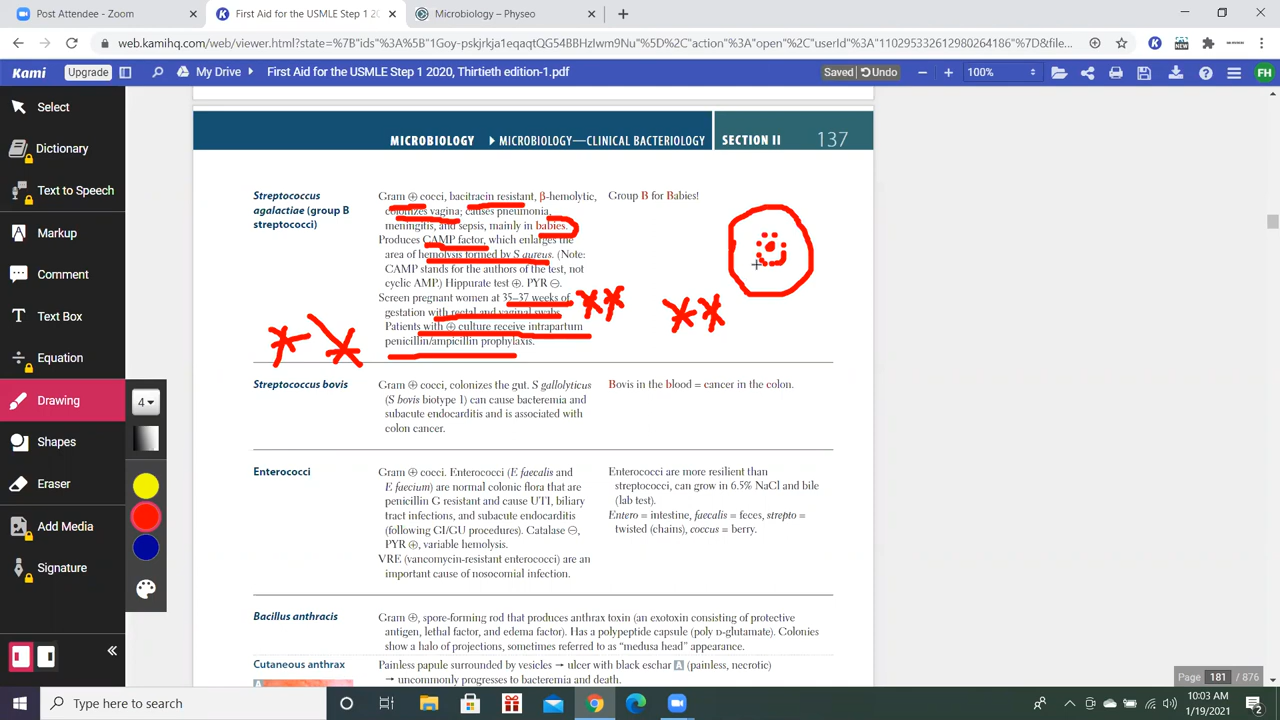 Post Attendee - Zoom
First Aid for the USMLE Step 1 20
Microbiology – Physeo
web.kamihq.com/web/viewer.html?state=%7B"ids"%3A%5B"1Goy-pskjrkja1eqaqtQG54BBHzIwm9Nu"%5D%2C"action"%3A"open"%2C"userId"%3A"110295332612980264186"%7D&file...
Kami
Upgrade
My Drive
First Aid for the USMLE Step 1 2020, Thirtieth edition-1.pdf
Saved
Undo
100%
FH
Select
Dictionary
Text to Speech
Markup
Comment
Text Box
Equation
Drawing
Shapes
Eraser
Add Media
Signature
4
MICROBIOLOGY
MICROBIOLOGY—CLINICAL BACTERIOLOGY
SECTION II
137
Streptococcus
agalactiae (group B
streptococci)
Gram ⊕ cocci, bacitracin resistant, β-hemolytic,
colonizes vagina; causes pneumonia,
meningitis, and sepsis, mainly in babies.
Produces CAMP factor, which enlarges the
area of hemolysis formed by S aureus. (Note:
CAMP stands for the authors of the test, not
cyclic AMP.) Hippurate test ⊕. PYR ⊖.
Screen pregnant women at 35–37 weeks of
gestation with rectal and vaginal swabs.
Patients with ⊕ culture receive intrapartum
penicillin/ampicillin prophylaxis.
Group B for Babies!
Streptococcus bovis
Gram ⊕ cocci, colonizes the gut. S gallolyticus
(S bovis biotype 1) can cause bacteremia and
subacute endocarditis and is associated with
colon cancer.
Bovis in the blood = cancer in the colon.
Enterococci
Gram ⊕ cocci. Enterococci (E faecalis and
E faecium) are normal colonic flora that are
penicillin G resistant and cause UTI, biliary
tract infections, and subacute endocarditis
(following GI/GU procedures). Catalase ⊖,
PYR ⊕, variable hemolysis.
VRE (vancomycin-resistant enterococci) are an
important cause of nosocomial infection.
Enterococci are more resilient than
streptococci, can grow in 6.5% NaCl and bile
(lab test).
Entero = intestine, faecalis = feces, strepto =
twisted (chains), coccus = berry.
Bacillus anthracis
Gram ⊕, spore-forming rod that produces anthrax toxin (an exotoxin consisting of protective
antigen, lethal factor, and edema factor). Has a polypeptide capsule (poly D-glutamate). Colonies
show a halo of projections, sometimes referred to as “medusa head” appearance.
Cutaneous anthrax
Painless papule surrounded by vesicles → ulcer with black eschar A (painless, necrotic)
→ uncommonly progresses to bacteremia and death.
A
Page 181 / 876
Type here to search
10:03 AM
1/19/2021
2